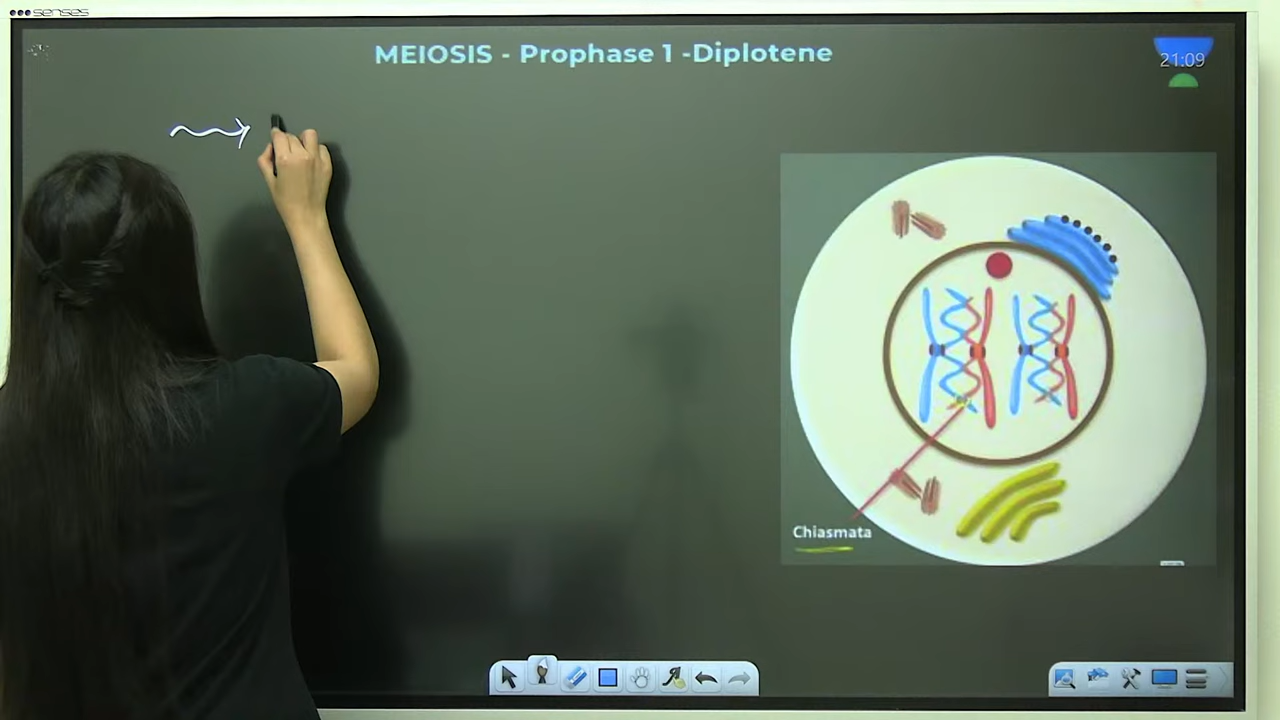 senses
MEIOSIS - Prophase 1 -Diplotene
21:09
Chiasmata